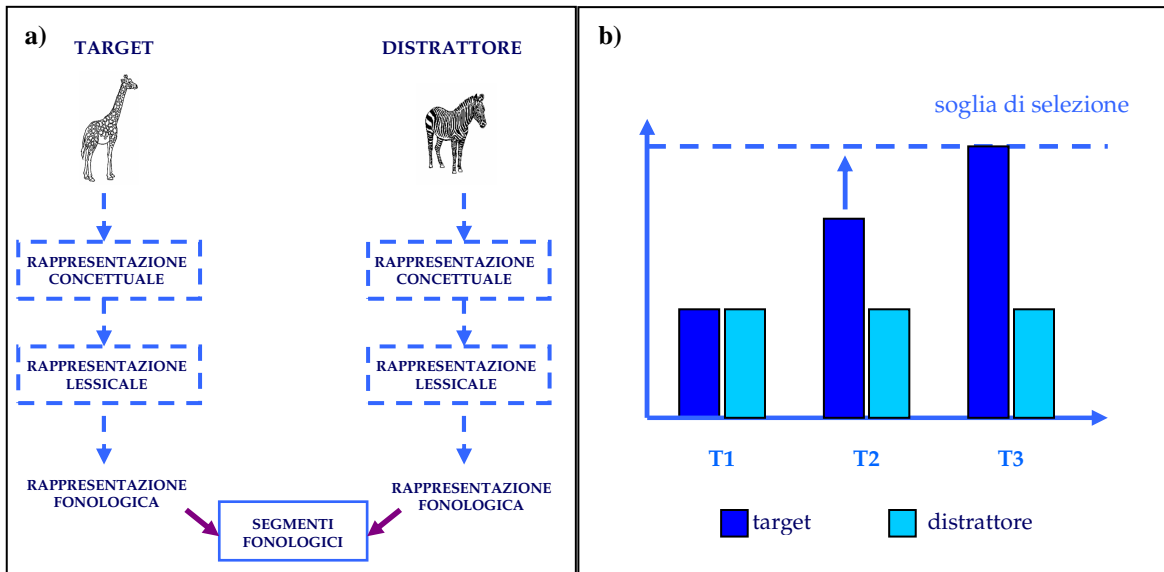 a)
TARGET
DISTRATTORE
RAPPRESENTAZIONE
CONCETTUALE
RAPPRESENTAZIONE
CONCETTUALE
RAPPRESENTAZIONE
LESSICALE
RAPPRESENTAZIONE
LESSICALE
RAPPRESENTAZIONE
FONOLOGICA
RAPPRESENTAZIONE
FONOLOGICA
SEGMENTI
FONOLOGICI
b)
soglia di selezione
T1
T2
T3
target
distrattore